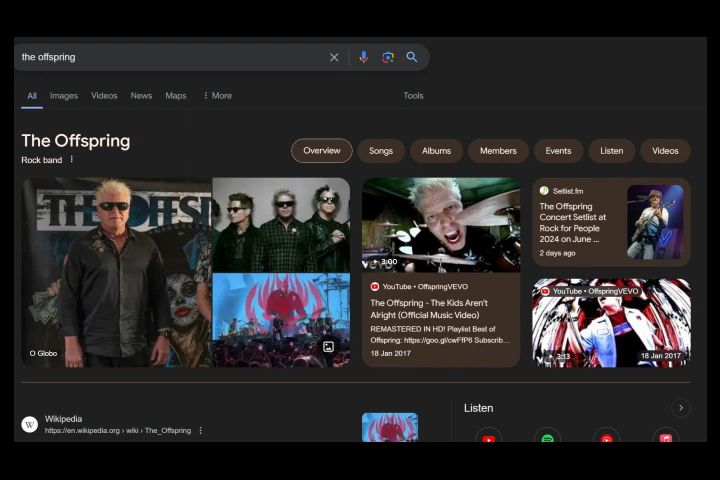 the offspring
All Images Videos News Maps More Tools
The Offspring
Rock band
Overview Songs Albums Members Events Listen Videos
THE OFFS
O Globo
3:00
YouTube • OffspringVEVO
The Offspring - The Kids Aren't
Alright (Official Music Video)
REMASTERED IN HD! Playlist Best of
Offspring: https://goo.gl/cwFfP6 Subscrib...
18 Jan 2017
Setlist.fm
The Offspring
Concert Setlist at
Rock for People
2024 on June ...
2 days ago
YouTube • OffspringVEVO
3:13
18 Jan 2017
Wikipedia
https://en.wikipedia.org › wiki › The_Offspring
Listen